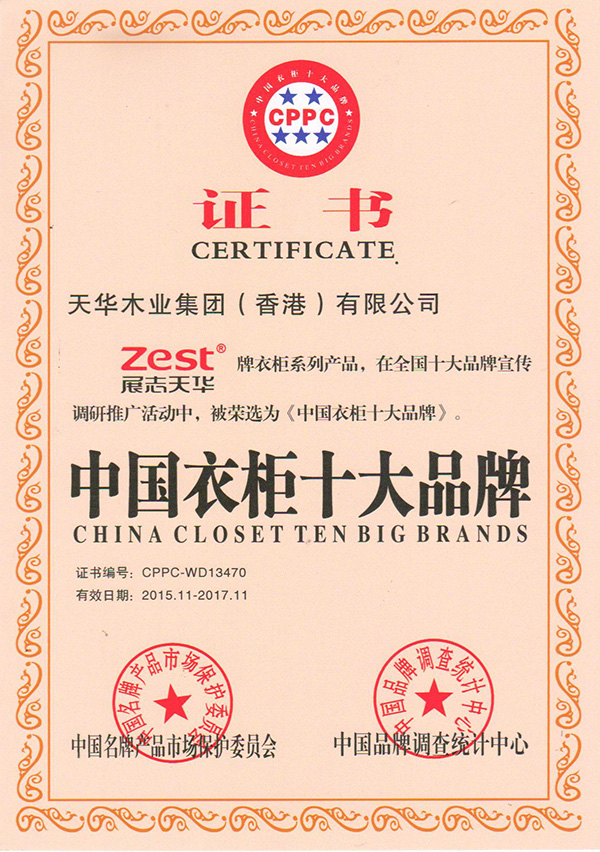 中国衣柜十大品牌
CPPC
CHINA CLOSET TEN BIG BRANDS
证书
CERTIFICATE
天华木业集团（香港）有限公司
Zest®
展志天华
牌衣柜系列产品，在全国十大品牌宣传
调研推广活动中，被荣选为《中国衣柜十大品牌》。
中国衣柜十大品牌
CHINA CLOSET TEN BIG BRANDS
证书编号：CPPC-WD13470
有效日期：2015.11-2017.11
中国名牌产品市场保护委员会
中国品牌调查统计中心
中国名牌产品市场保护委员会
中国品牌调查统计中心